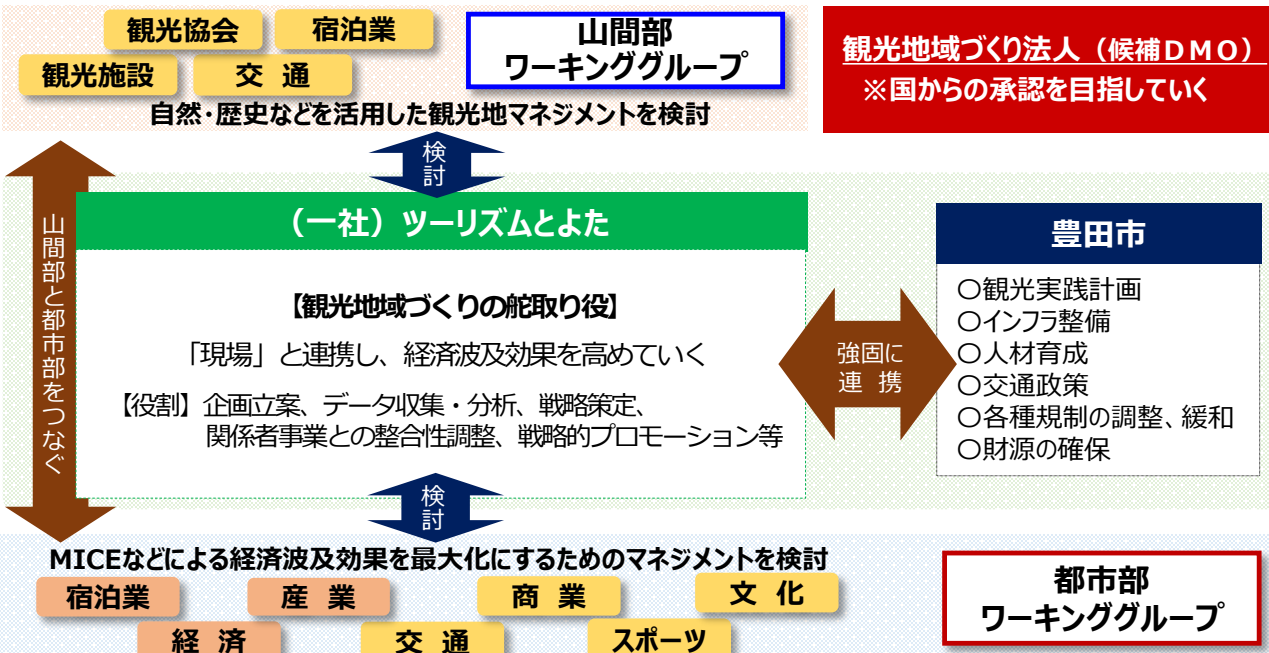 観光協会
宿泊業
観光施設
交 通
山間部
ワーキンググループ
自然・歴史などを活用した観光地マネジメントを検討
観光地域づくり法人（候補ＤＭＯ）
※国からの承認を目指していく
検討
山間部と都市部をつなぐ
（一社）ツーリズムとよた
【観光地域づくりの舵取り役】
「現場」と連携し、経済波及効果を高めていく
【役割】企画立案、データ収集・分析、戦略策定、
関係者事業との整合性調整、戦略的プロモーション等
強固に
連 携
豊田市
〇観光実践計画
〇インフラ整備
〇人材育成
〇交通政策
〇各種規制の調整、緩和
〇財源の確保
検討
MICEなどによる経済波及効果を最大化にするためのマネジメントを検討
宿泊業
産 業
商 業
文 化
経 済
交 通
スポーツ
都市部
ワーキンググループ